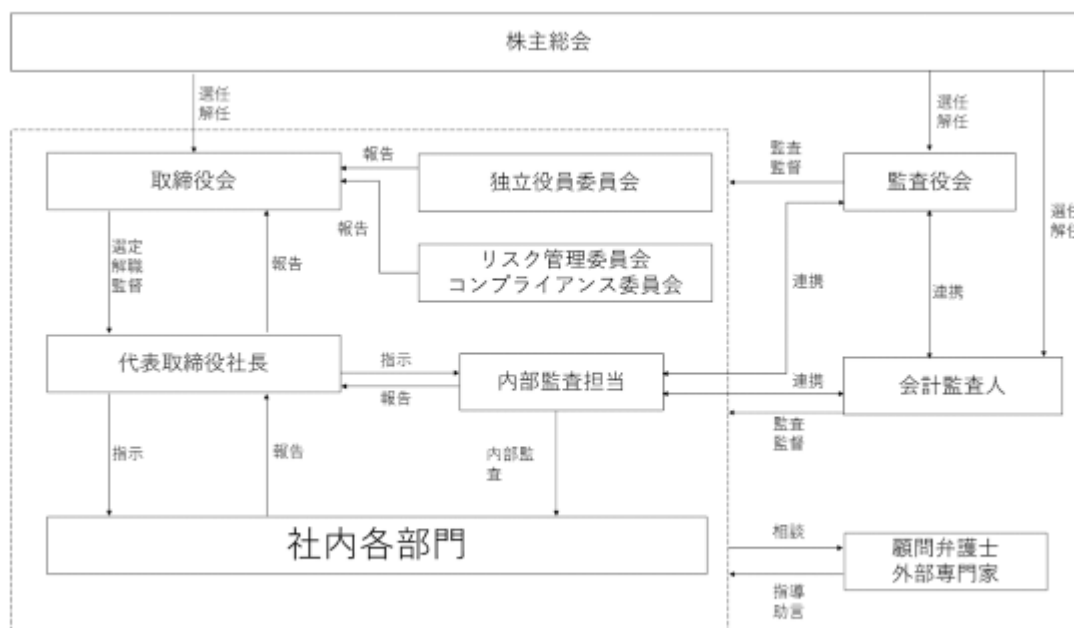 株主総会
選任
解任
選任
解任
選任
解任
取締役会
報告
独立役員委員会
監査
監督
監査役会
報告
リスク管理委員会
コンプライアンス委員会
選定
解職
監督
報告
連携
連携
代表取締役社長
指示
報告
内部監査担当
連携
会計監査人
監査
監督
指示
報告
内部監
査
社内各部門
相談
顧問弁護士
外部専門家
指導
助言